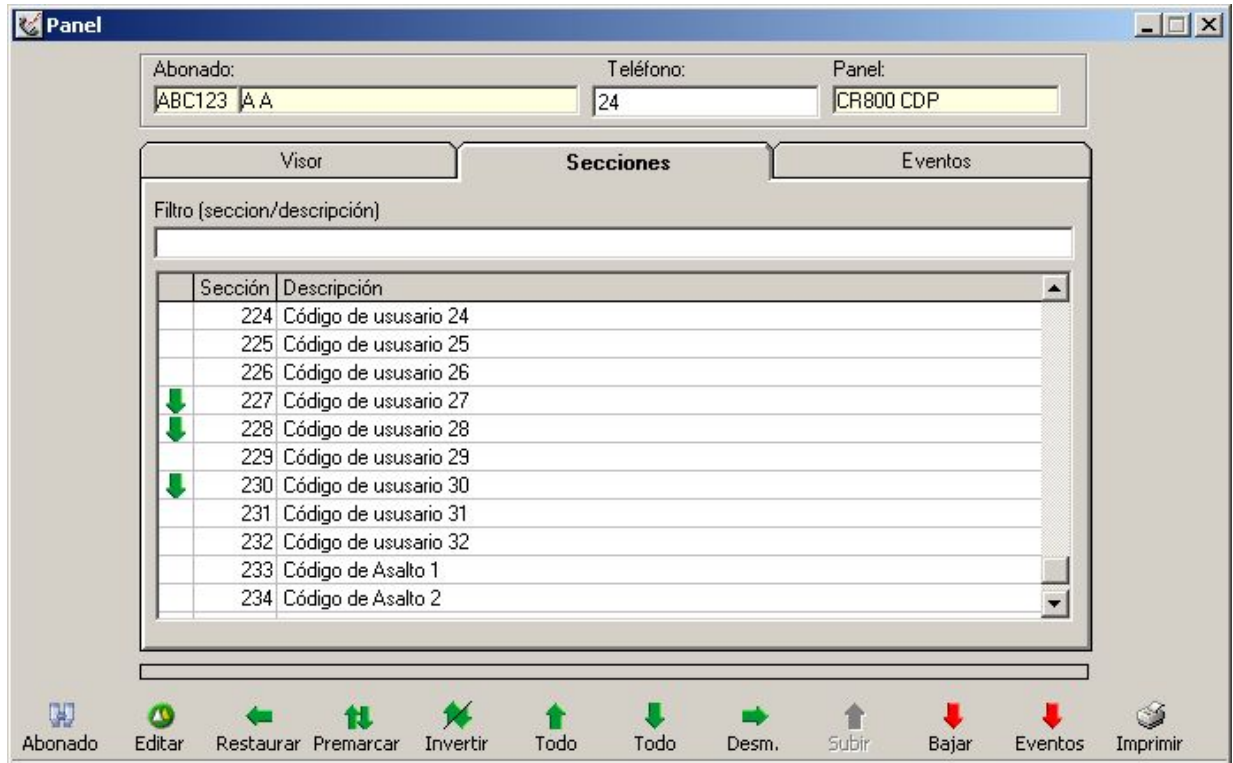 Panel
Abonado: Teléfono: Panel:
ABC123 A A 24 CR800 CDP
Visor Secciones Eventos
Filtro (seccion/descripción)
Sección Descripción
224 Código de ususario 24
225 Código de ususario 25
226 Código de ususario 26
227 Código de ususario 27
228 Código de ususario 28
229 Código de ususario 29
230 Código de ususario 30
231 Código de ususario 31
232 Código de ususario 32
233 Código de Asalto 1
234 Código de Asalto 2
Abonado Editar Restaurar Premarcar Invertir Todo Todo Desm. Subir Bajar Eventos Imprimir